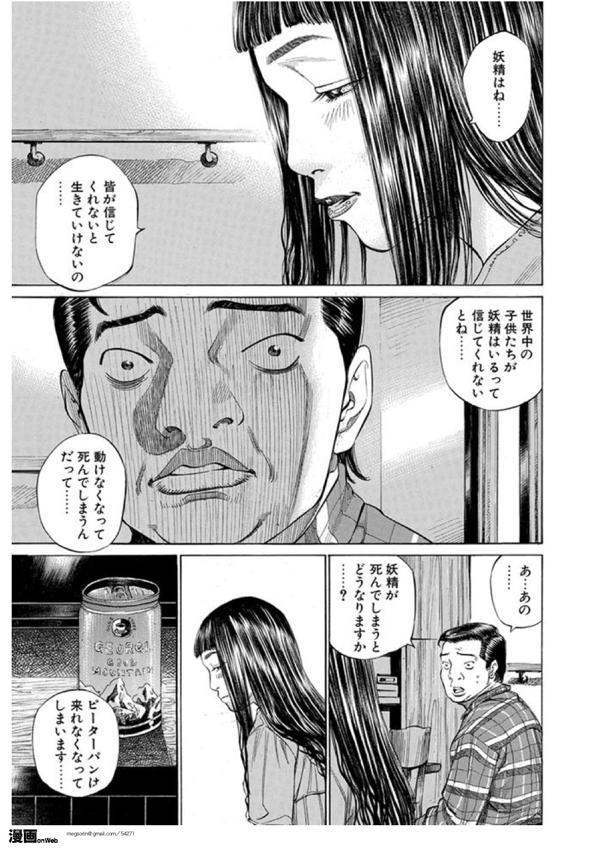 妖精はね……
皆が信じて
くれないと
生きていけないの
……
世界中の
子供たちが
妖精はいるって
信じてくれない
とね……
動けなくなって
死んでしまうん
だって……
あ…あの
……
妖精が
死んでしまうと
どうなりますか
……?
GEORGI
GOLD
MOUNTAIN
ピーターパンは
来れなくなって
しまいます……
漫画onWeb
megaorin@gmail.com/54271